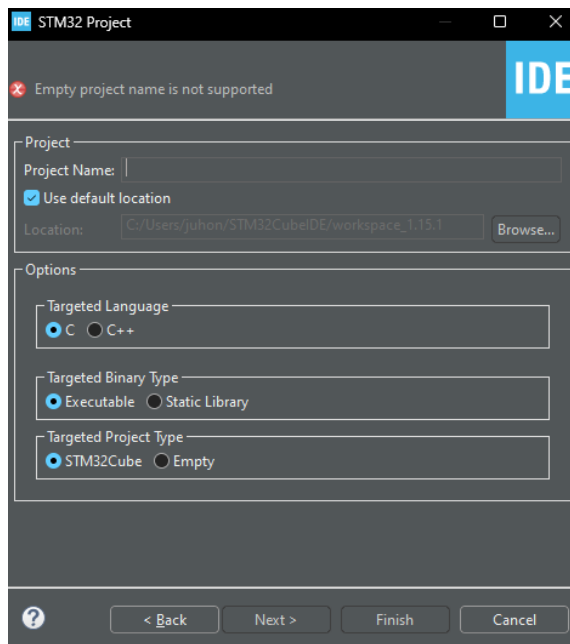 IDE STM32 Project
Empty project name is not supported
IDE
Project
Project Name:
Use default location
Location: C:/Users/juhon/STM32CubeIDE/workspace_1.15.1 Browse...
Options
Targeted Language
C C++
Targeted Binary Type
Executable Static Library
Targeted Project Type
STM32Cube Empty
? < Back Next > Finish Cancel